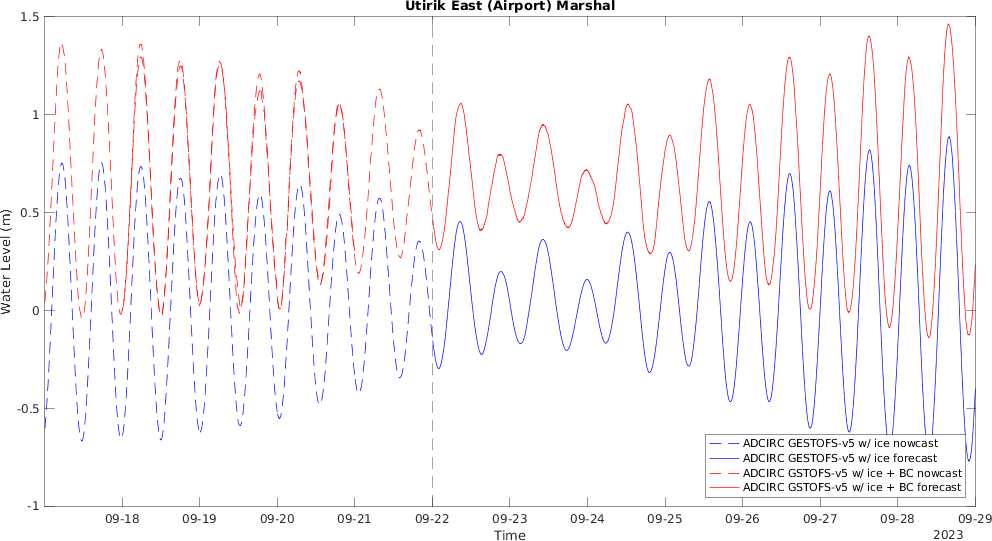 Utirik East (Airport) Marshal
Water Level (m)
1.5
1
0.5
0
-0.5
-1
09-18 09-19 09-20 09-21 09-22 09-23 09-24 09-25 09-26 09-27 09-28 09-29
Time
2023
ADCIRC GESTOFS-v5 w/ ice nowcast
ADCIRC GESTOFS-v5 w/ ice forecast
ADCIRC GSTOFS-v5 w/ ice + BC nowcast
ADCIRC GSTOFS-v5 w/ ice + BC forecast